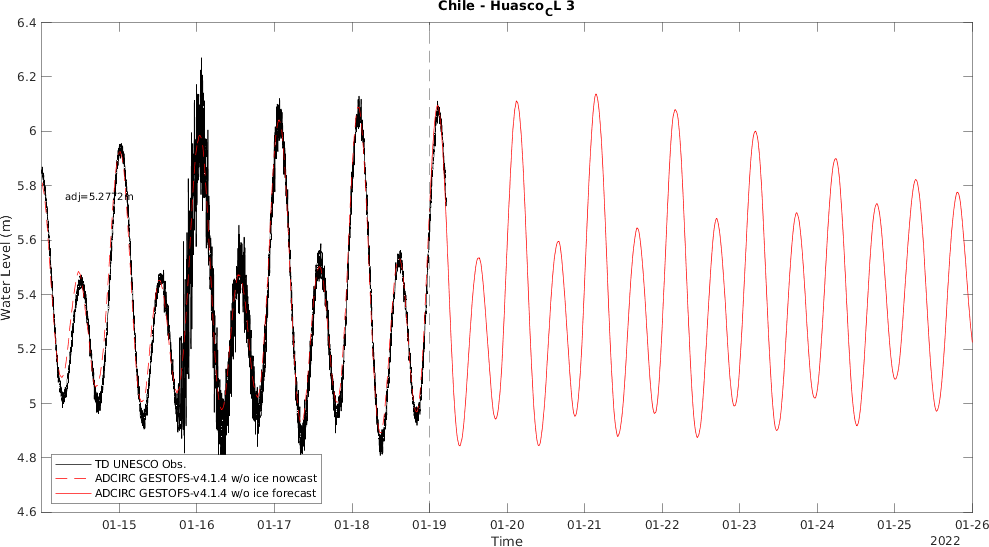 Chile - Huasco_CL 3
6.4
6.2
6
5.8
5.6
5.4
5.2
5
4.8
4.6
Water Level (m)
adj=5.2772m
TD UNESCO Obs.
ADCIRC GESTOFS-v4.1.4 w/o ice nowcast
ADCIRC GESTOFS-v4.1.4 w/o ice forecast
01-15 01-16 01-17 01-18 01-19 01-20 01-21 01-22 01-23 01-24 01-25 01-26
Time
2022